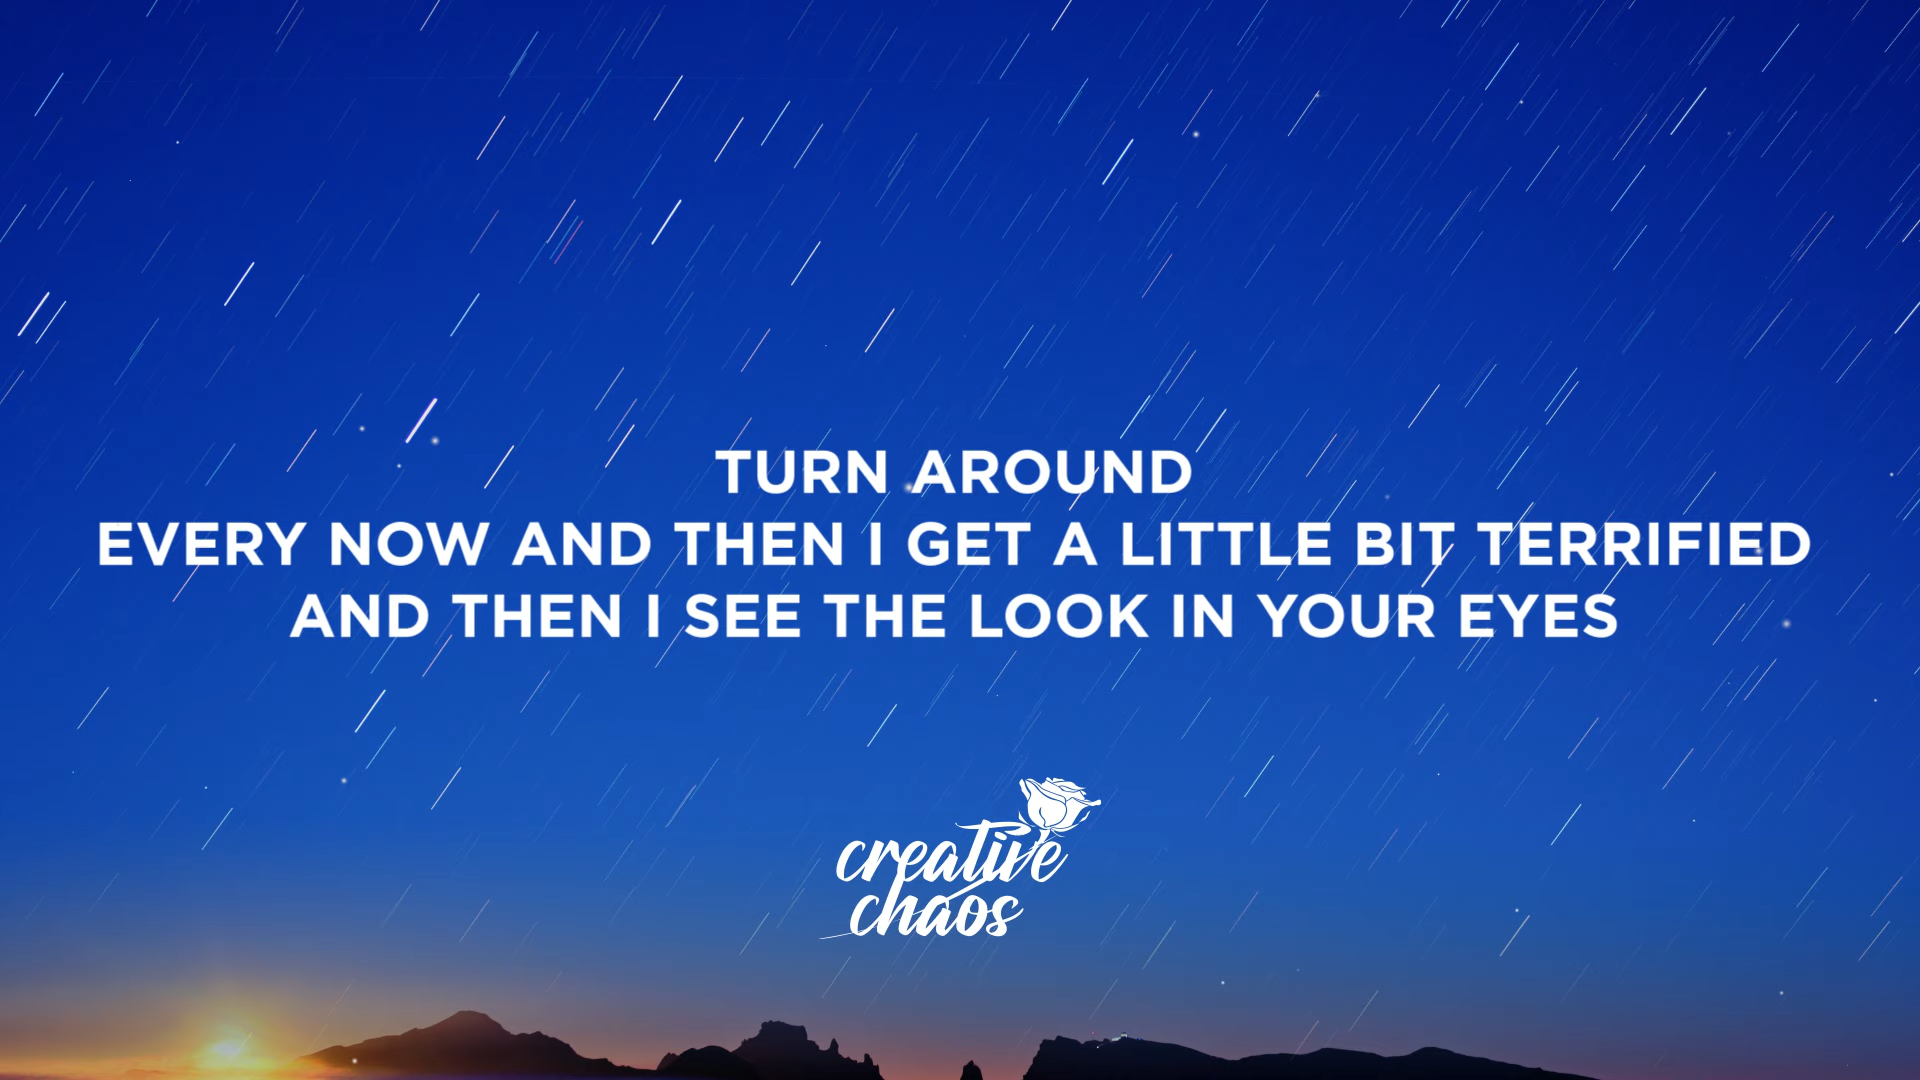 TURN AROUND
EVERY NOW AND THEN I GET A LITTLE BIT TERRIFIED
AND THEN I SEE THE LOOK IN YOUR EYES
creative
chaos